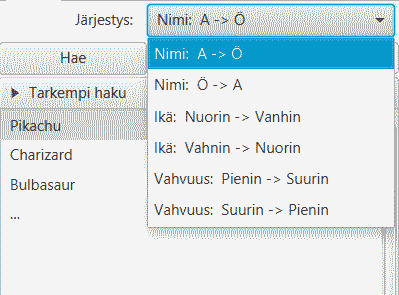 Järjestys: Nimi: A -> Ö
Hae
Nimi: A -> Ö
Nimi: Ö -> A
Ikä: Nuorin -> Vanhin
Ikä: Vahnin -> Nuorin
Vahvuus: Pienin -> Suurin
Vahvuus: Suurin -> Pienin
Tarkempi haku
Pikachu
Charizard
Bulbasaur
...